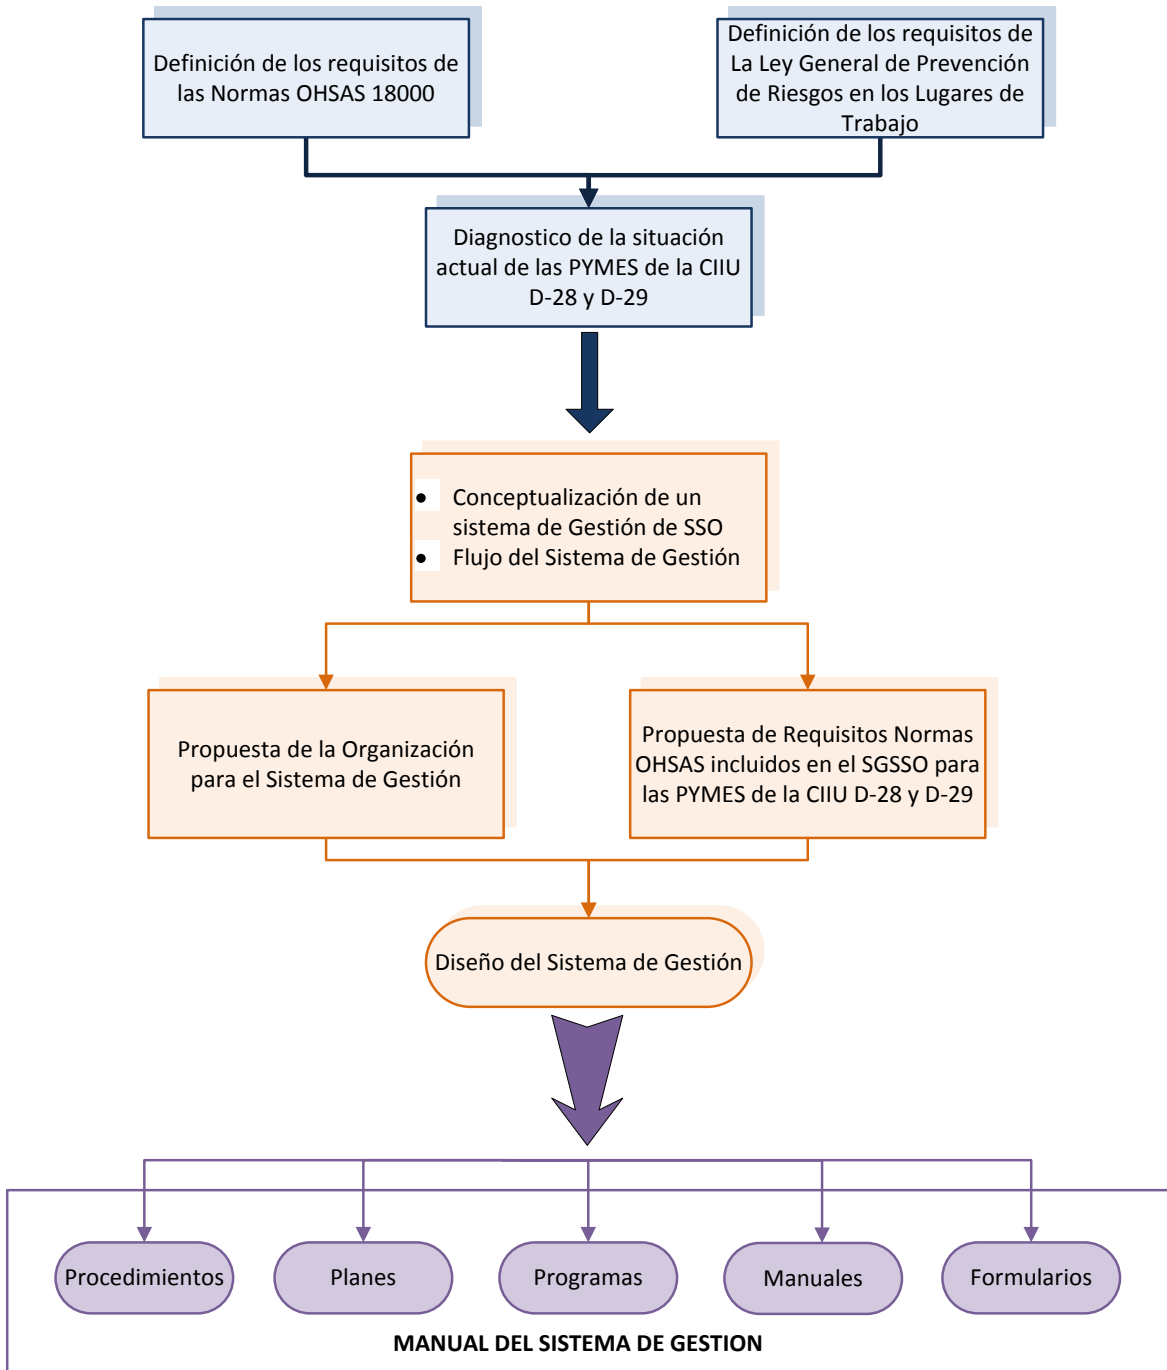 Definición de los requisitos de
las Normas OHSAS 18000
Definición de los requisitos de
La Ley General de Prevención
de Riesgos en los Lugares de
Trabajo
Diagnostico de la situación
actual de las PYMES de la CIIU
D-28 y D-29
• Conceptualización de un
sistema de Gestión de SSO
• Flujo del Sistema de Gestión
Propuesta de la Organización
para el Sistema de Gestión
Propuesta de Requisitos Normas
OHSAS incluidos en el SGSSO para
las PYMES de la CIIU D-28 y D-29
Diseño del Sistema de Gestión
Procedimientos
Planes
Programas
Manuales
Formularios
MANUAL DEL SISTEMA DE GESTION